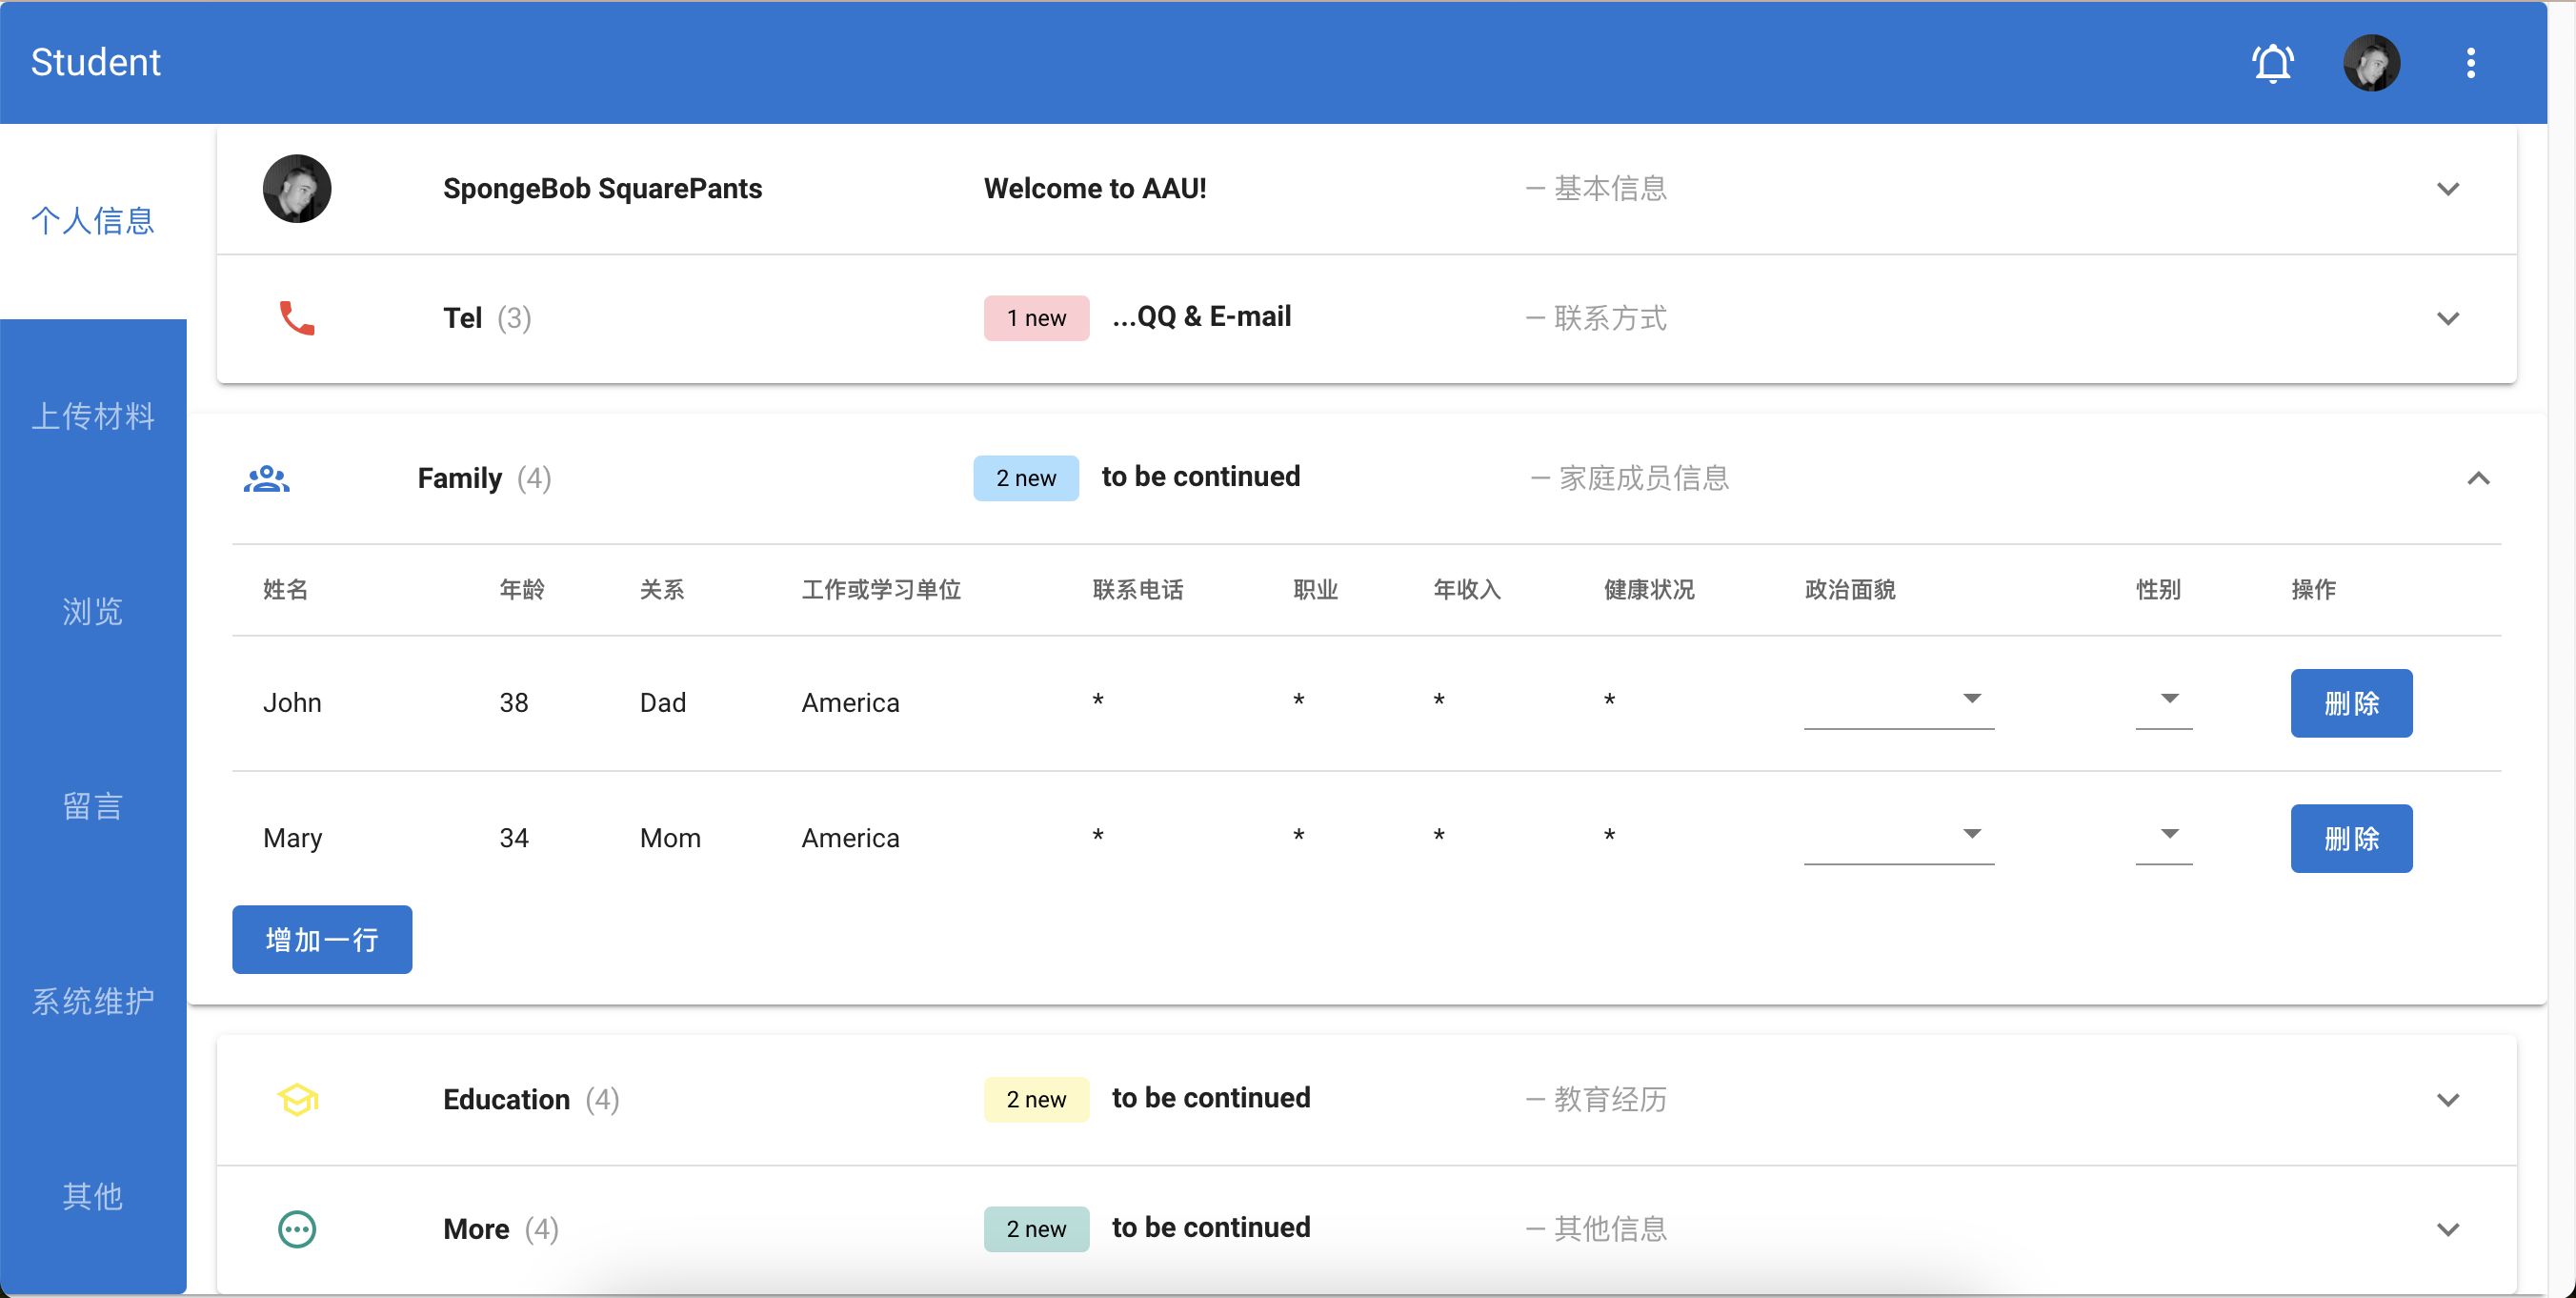 Student
个人信息
上传材料
浏览
留言
系统维护
其他
SpongeBob SquarePants Welcome to AAU! — 基本信息
Tel (3) 1 new ...QQ & E-mail — 联系方式
Family (4) 2 new to be continued — 家庭成员信息
姓名 年龄 关系 工作或学习单位 联系电话 职业 年收入 健康状况 政治面貌 性别 操作
John 38 Dad America * * * * 删除
Mary 34 Mom America * * * * 删除
增加一行
Education (4) 2 new to be continued — 教育经历
More (4) 2 new to be continued — 其他信息